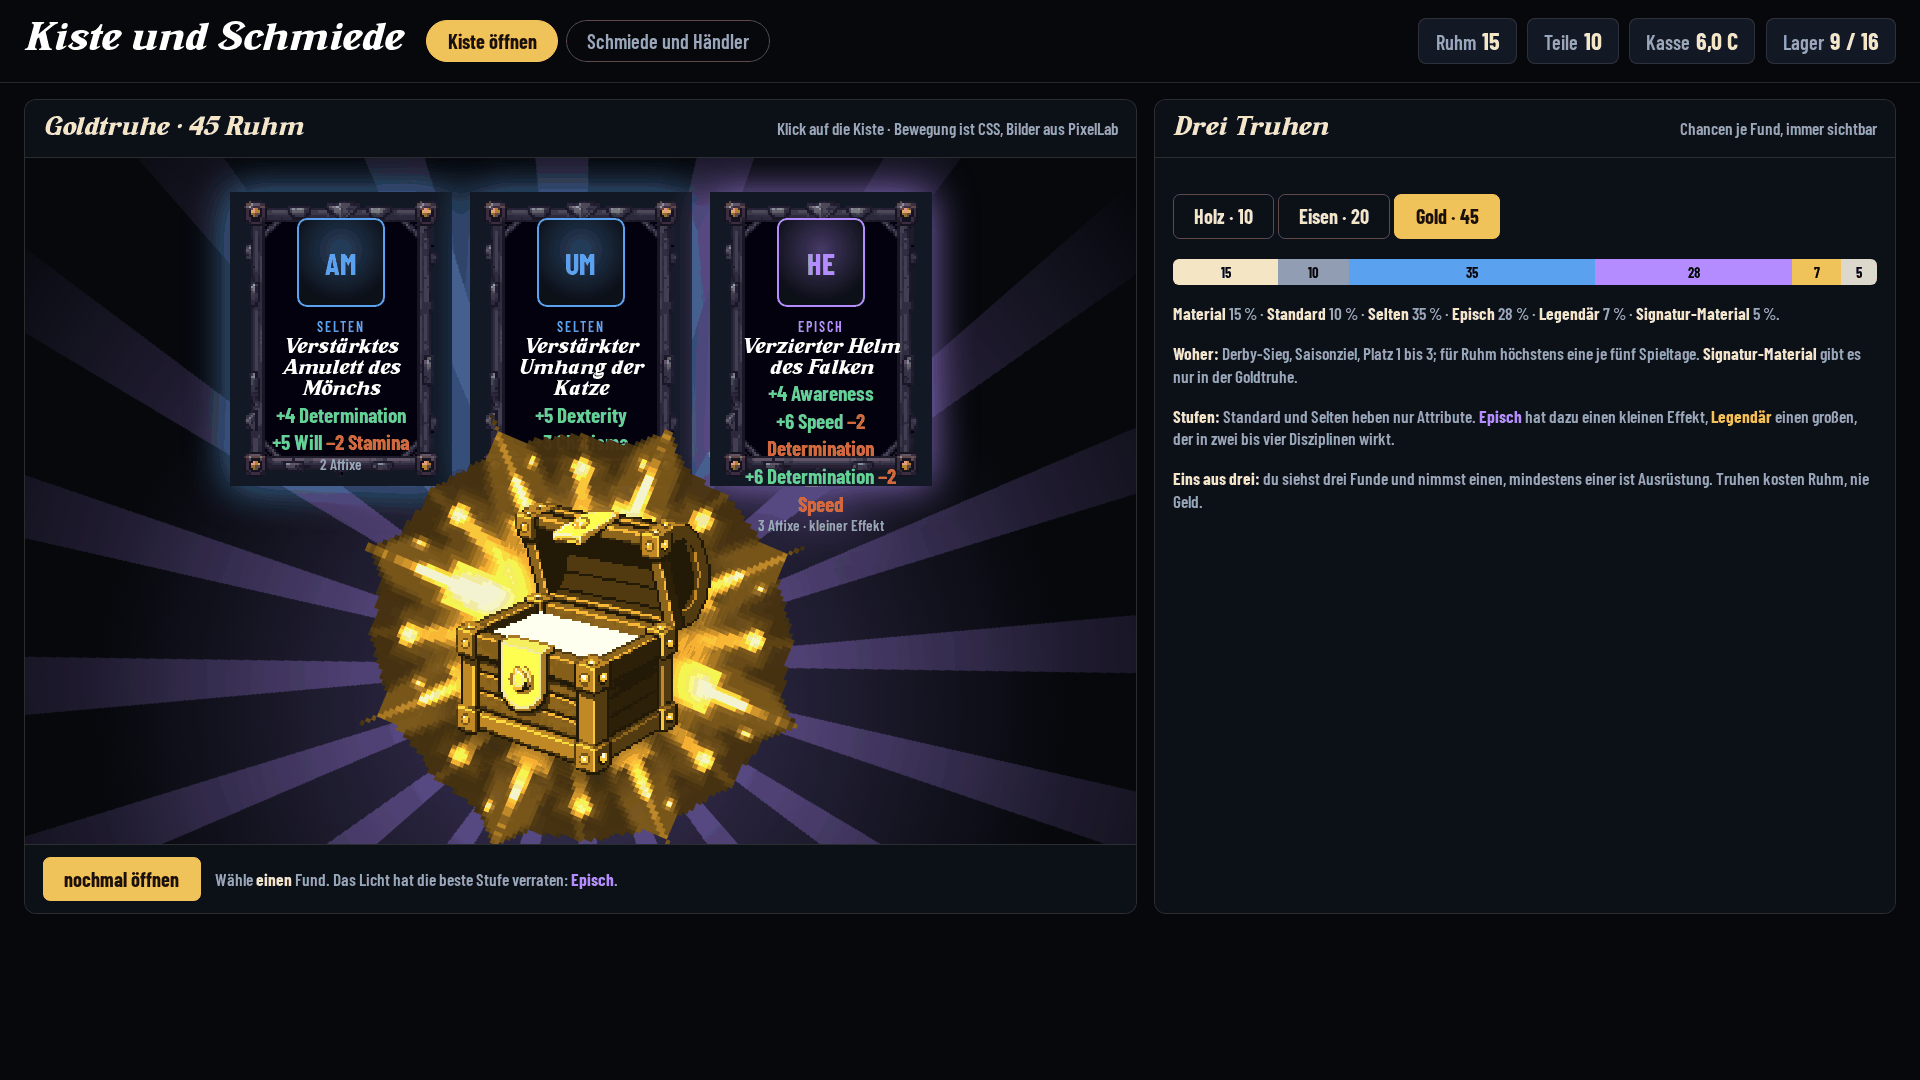 Kiste und Schmiede
Kiste öffnen
Schmiede und Händler
Ruhm 15
Teile 10
Kasse 6,0 C
Lager 9 / 16
Goldtruhe · 45 Ruhm
Klick auf die Kiste · Bewegung ist CSS, Bilder aus PixelLab
AM
SELTEN
Verstärktes
Amulett des
Mönchs
+4 Determination
+5 Will –2 Stamina
2 Affixe
UM
SELTEN
Verstärkter
Umhang der
Katze
+5 Dexterity
HE
EPISCH
Verzierter Helm
des Falken
+4 Awareness
+6 Speed –2
Determination
+6 Determination –2
Speed
3 Affixe · kleiner Effekt
nochmal öffnen
Wähle einen Fund. Das Licht hat die beste Stufe verraten: Episch.
Drei Truhen
Chancen je Fund, immer sichtbar
Holz · 10
Eisen · 20
Gold · 45
15
10
35
28
7
5
Material 15 % · Standard 10 % · Selten 35 % · Episch 28 % · Legendär 7 % · Signatur-Material 5 %.
Woher: Derby-Sieg, Saisonziel, Platz 1 bis 3; für Ruhm höchstens eine je fünf Spieltage. Signatur-Material gibt es
nur in der Goldtruhe.
Stufen: Standard und Selten heben nur Attribute. Episch hat dazu einen kleinen Effekt, Legendär einen großen,
der in zwei bis vier Disziplinen wirkt.
Eins aus drei: du siehst drei Funde und nimmst einen, mindestens einer ist Ausrüstung. Truhen kosten Ruhm, nie
Geld.